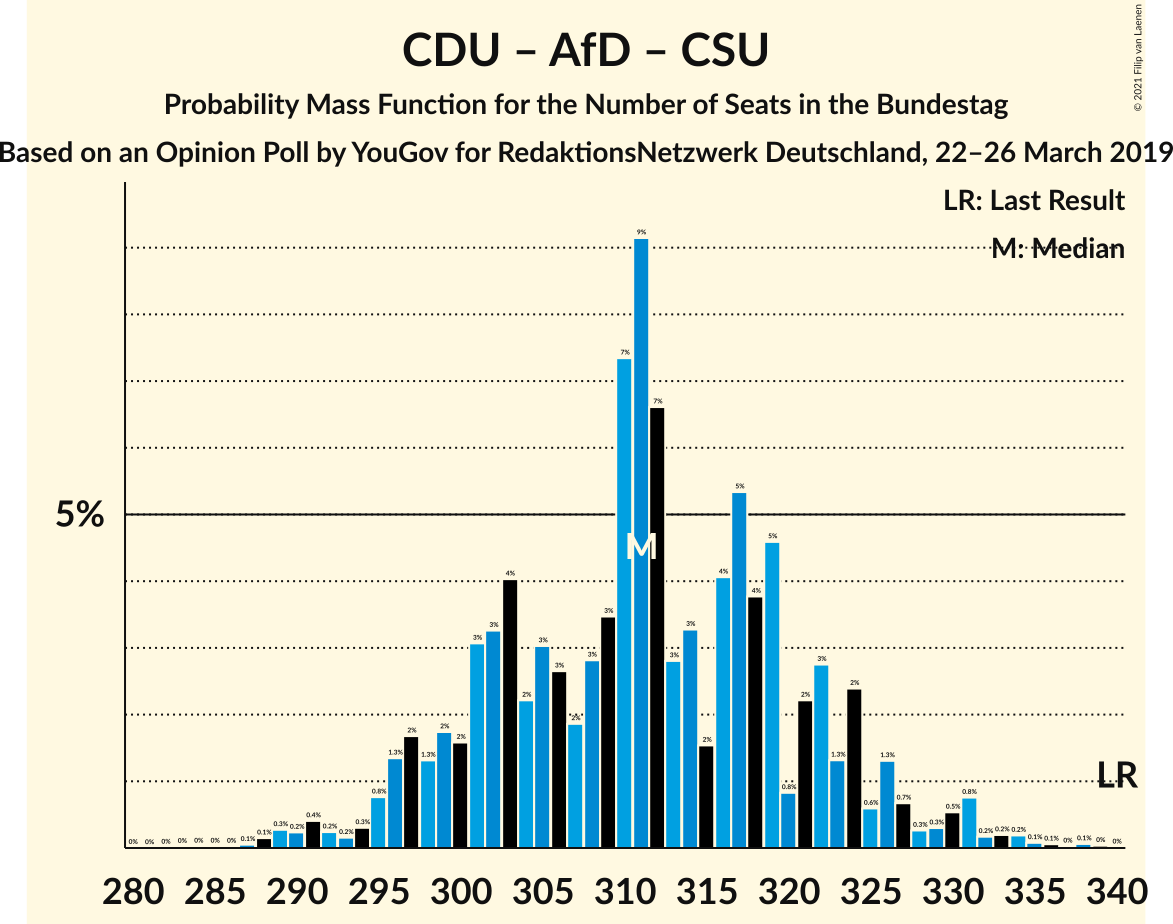 CDU – AfD – CSU
Probability Mass Function for the Number of Seats in the Bundestag
Based on an Opinion Poll by YouGov for RedaktionsNetzwerk Deutschland, 22–26 March 2019
© 2021 Filip van Laenen
LR: Last Result
M: Median
5%
0% 0% 0% 0% 0% 0% 0% 0.1% 0.1% 0.3% 0.2% 0.4% 0.2% 0.2% 0.3% 0.8% 1.3% 2% 1.3% 2% 2% 3% 3% 4% 2% 3% 3% 2% 3% 3% 7% 9% 7% 3% 3% 2% 4% 5% 4% 5% 0.8% 2% 3% 1.3% 2% 0.6% 1.3% 0.7% 0.3% 0.3% 0.5% 0.8% 0.2% 0.2% 0.2% 0.1% 0.1% 0% 0.1% 0% 0%
M
LR
280 285 290 295 300 305 310 315 320 325 330 335 340